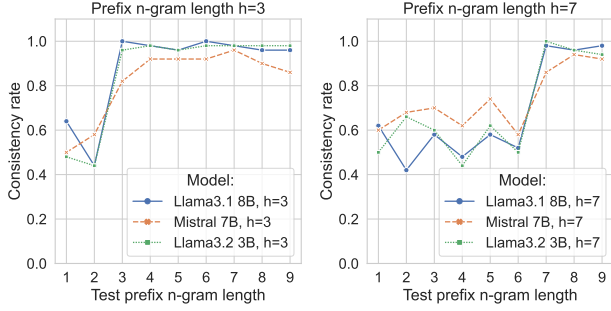 Prefix n-gram length h=3
Consistency rate
1.0
0.8
0.6
0.4
0.2
0.0
Model:
Llama3.1 8B, h=3
Mistral 7B, h=3
Llama3.2 3B, h=3
1 2 3 4 5 6 7 8 9
Test prefix n-gram length
Prefix n-gram length h=7
Consistency rate
1.0
0.8
0.6
0.4
0.2
0.0
Model:
Llama3.1 8B, h=7
Mistral 7B, h=7
Llama3.2 3B, h=7
1 2 3 4 5 6 7 8 9
Test prefix n-gram length